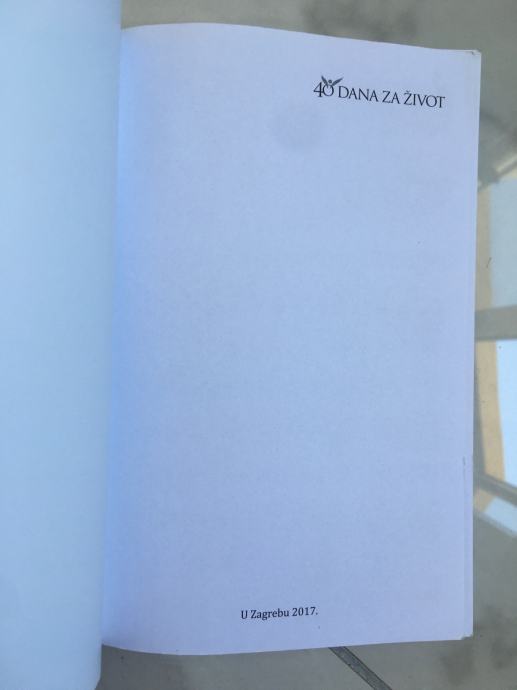 40 DANA ZA ŽIVOT
U Zagrebu 2017.